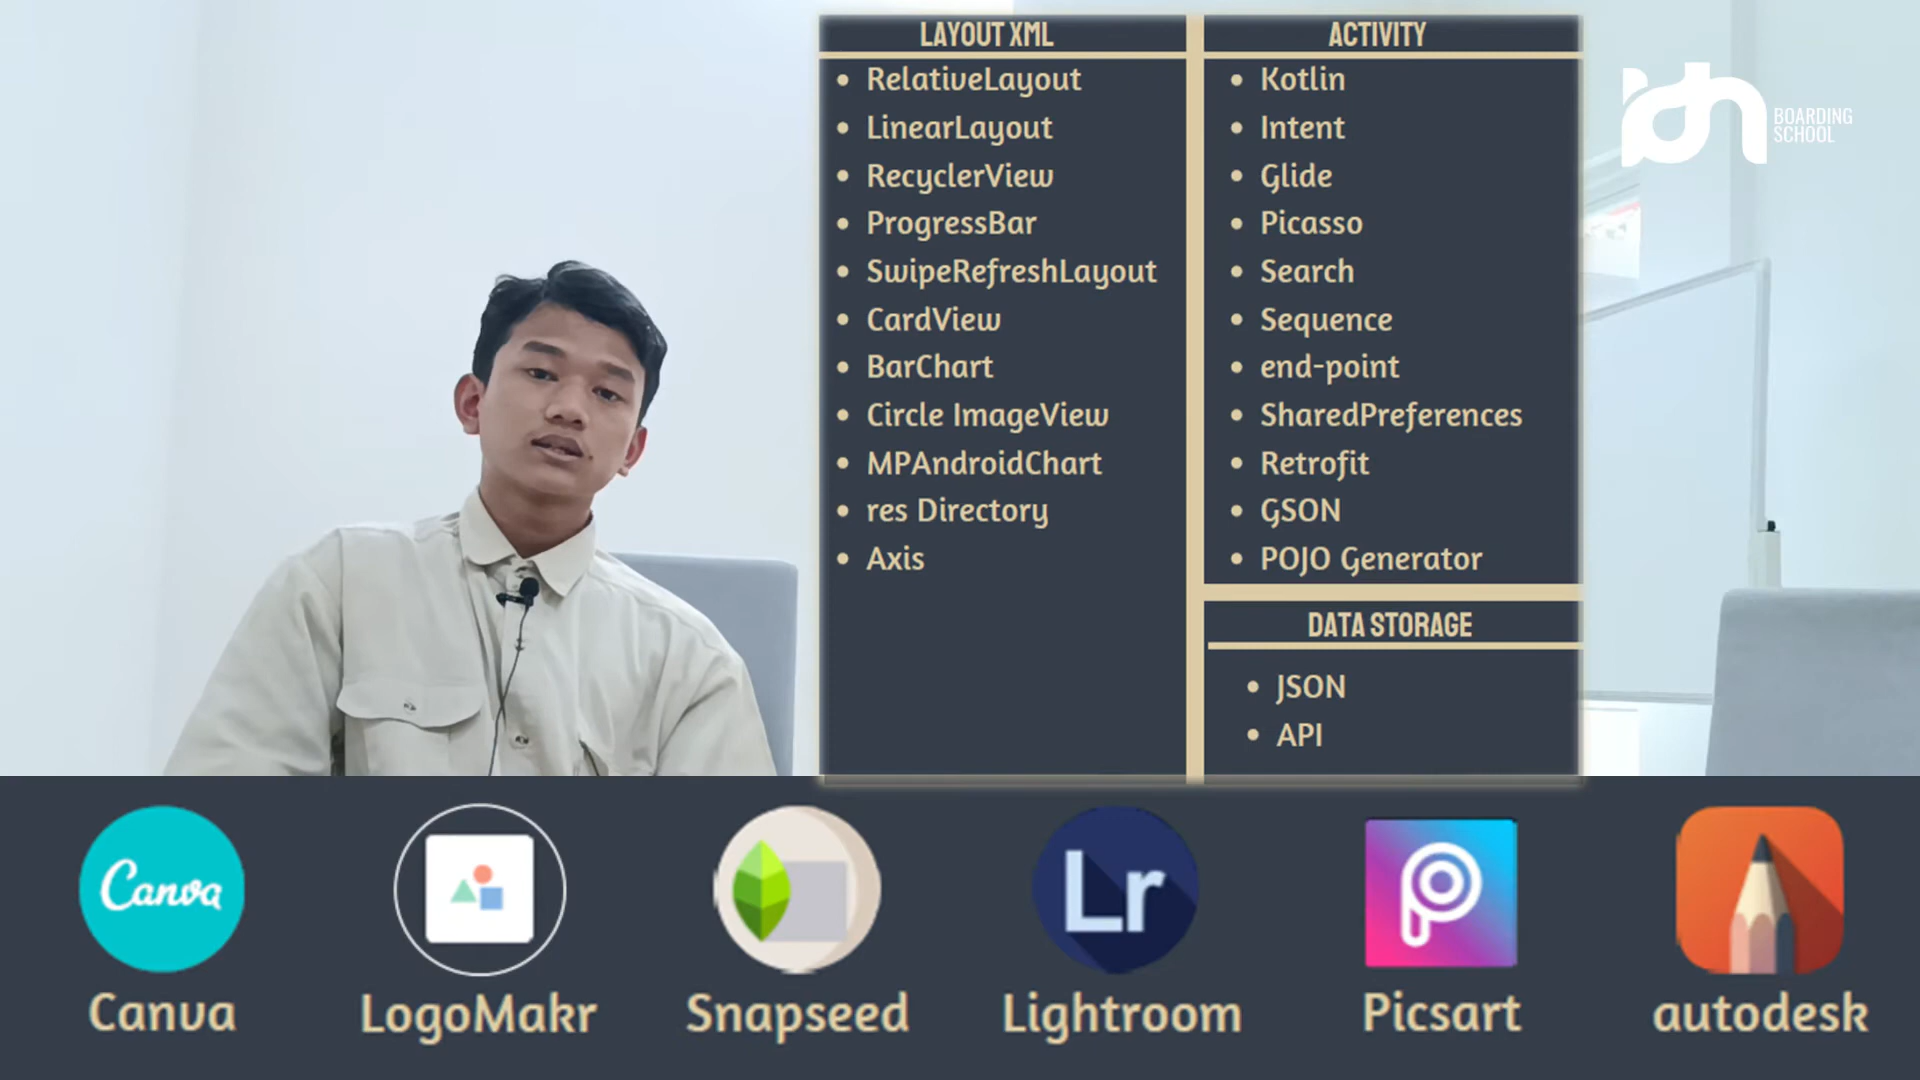 LAYOUT XML
RelativeLayout
LinearLayout
RecyclerView
ProgressBar
SwipeRefreshLayout
CardView
BarChart
Circle ImageView
MPAndroidChart
res Directory
Axis
ACTIVITY
Kotlin
Intent
Glide
Picasso
Search
Sequence
end-point
SharedPreferences
Retrofit
GSON
POJO Generator
DATA STORAGE
JSON
API
idn
BOARDING
SCHOOL
Canva
Lr
Canva
LogoMakr
Snapseed
Lightroom
Picsart
autodesk